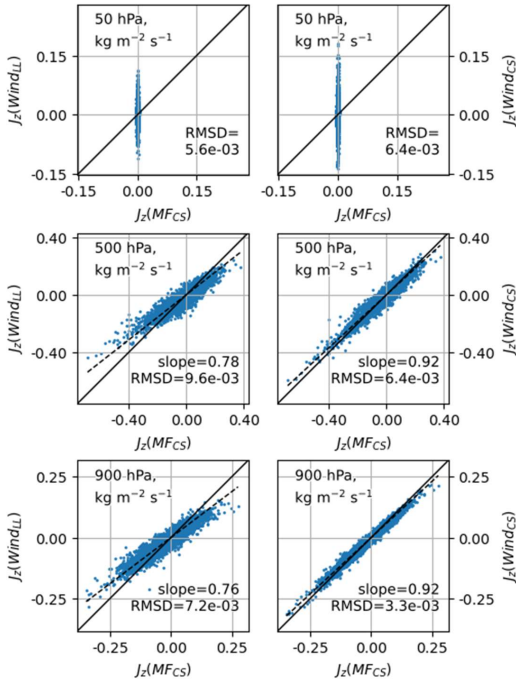 50 hPa,
kg m⁻² s⁻¹
0.15
0.00
-0.15
J_z(Wind_LL)
RMSD=
5.6e-03
-0.15 0.00 0.15
J_z(MF_CS)
50 hPa,
kg m⁻² s⁻¹
RMSD=
6.4e-03
-0.15 0.00 0.15
J_z(MF_CS)
0.15
0.00
-0.15
J_z(Wind_CS)
500 hPa,
kg m⁻² s⁻¹
0.40
0.00
-0.40
J_z(Wind_LL)
slope=0.78
RMSD=9.6e-03
-0.40 0.00 0.40
J_z(MF_CS)
500 hPa,
kg m⁻² s⁻¹
slope=0.92
RMSD=6.4e-03
-0.40 0.00 0.40
J_z(MF_CS)
0.40
0.00
-0.40
J_z(Wind_CS)
900 hPa,
kg m⁻² s⁻¹
0.25
0.00
-0.25
J_z(Wind_LL)
slope=0.76
RMSD=7.2e-03
-0.25 0.00 0.25
J_z(MF_CS)
900 hPa,
kg m⁻² s⁻¹
slope=0.92
RMSD=3.3e-03
-0.25 0.00 0.25
J_z(MF_CS)
0.25
0.00
-0.25
J_z(Wind_CS)